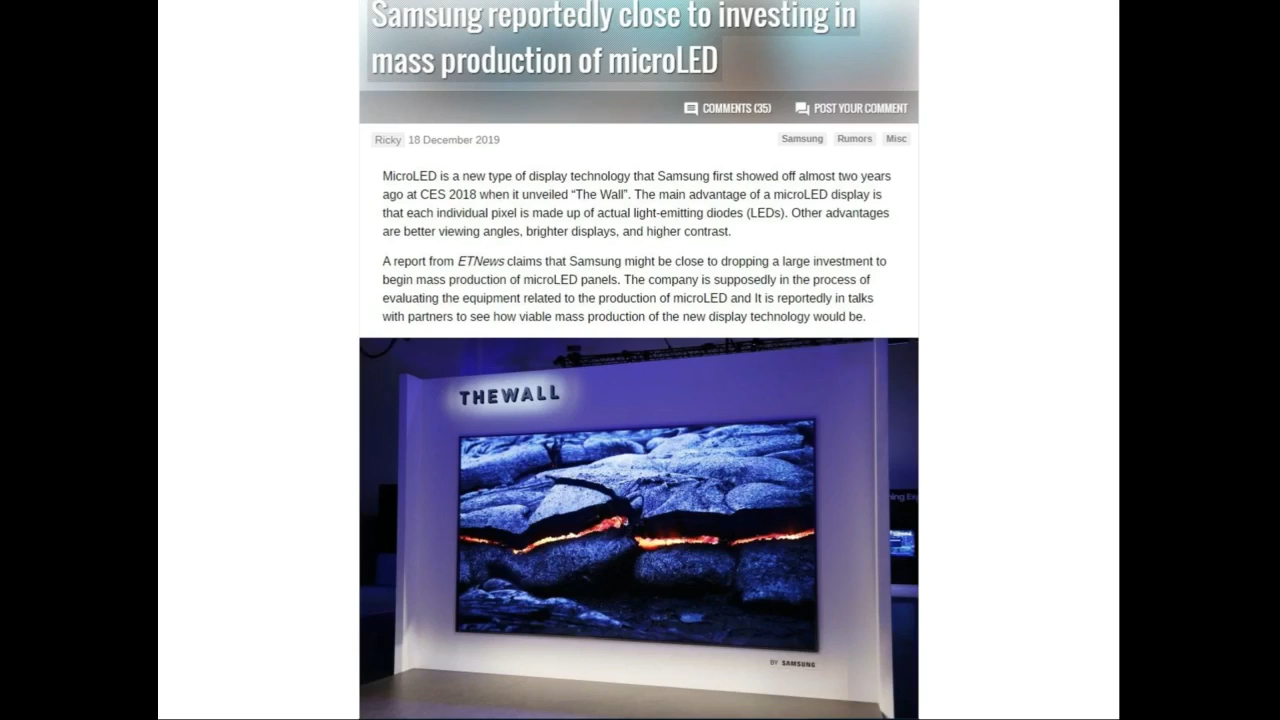 Samsung reportedly close to investing in
mass production of microLED
COMMENTS (35) POST YOUR COMMENT
Ricky 18 December 2019 Samsung Rumors Misc
MicroLED is a new type of display technology that Samsung first showed off almost two years
ago at CES 2018 when it unveiled “The Wall”. The main advantage of a microLED display is
that each individual pixel is made up of actual light-emitting diodes (LEDs). Other advantages
are better viewing angles, brighter displays, and higher contrast.
A report from ETNews claims that Samsung might be close to dropping a large investment to
begin mass production of microLED panels. The company is supposedly in the process of
evaluating the equipment related to the production of microLED and It is reportedly in talks
with partners to see how viable mass production of the new display technology would be.
THEWALL
BY SAMSUNG